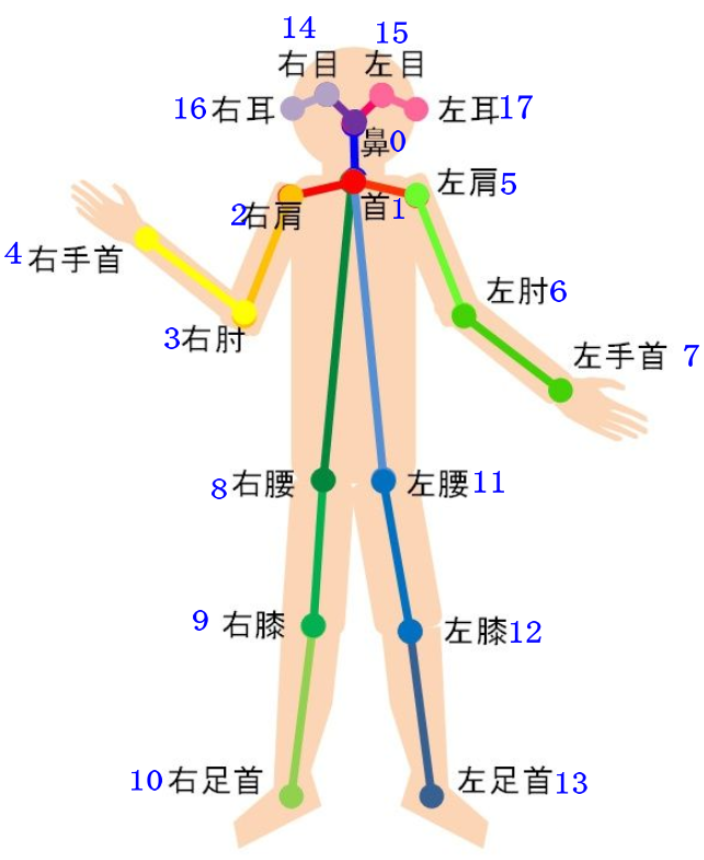 14
15
右目
左目
16右耳
左耳17
鼻0
左肩5
2右肩
首1
4右手首
左肘6
3右肘
左手首 7
8右腰
左腰11
9 右膝
左膝12
10右足首
左足首13